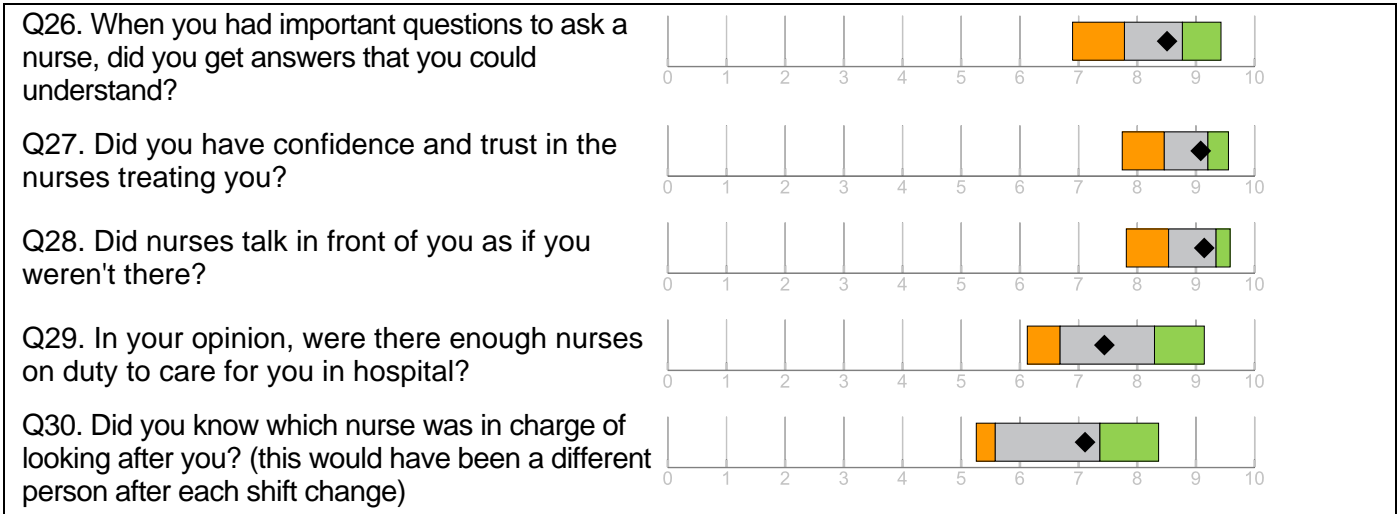 Q26. When you had important questions to ask a
nurse, did you get answers that you could
understand?
0 1 2 3 4 5 6 7 8 9 10
Q27. Did you have confidence and trust in the
nurses treating you?
0 1 2 3 4 5 6 7 8 9 10
Q28. Did nurses talk in front of you as if you
weren't there?
0 1 2 3 4 5 6 7 8 9 10
Q29. In your opinion, were there enough nurses
on duty to care for you in hospital?
0 1 2 3 4 5 6 7 8 9 10
Q30. Did you know which nurse was in charge of
looking after you? (this would have been a different
person after each shift change)
0 1 2 3 4 5 6 7 8 9 10